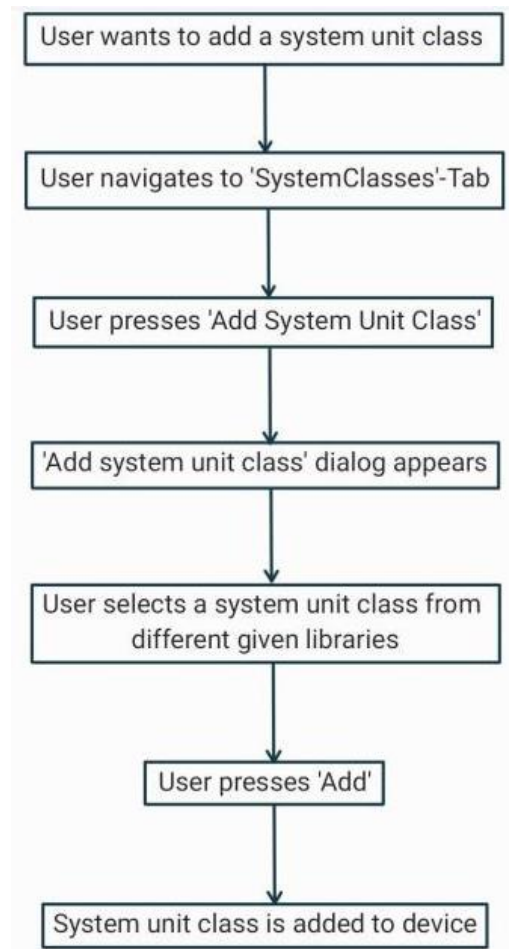 User wants to add a system unit class
User navigates to 'SystemClasses'-Tab
User presses 'Add System Unit Class'
'Add system unit class' dialog appears
User selects a system unit class from
different given libraries
User presses 'Add'
System unit class is added to device